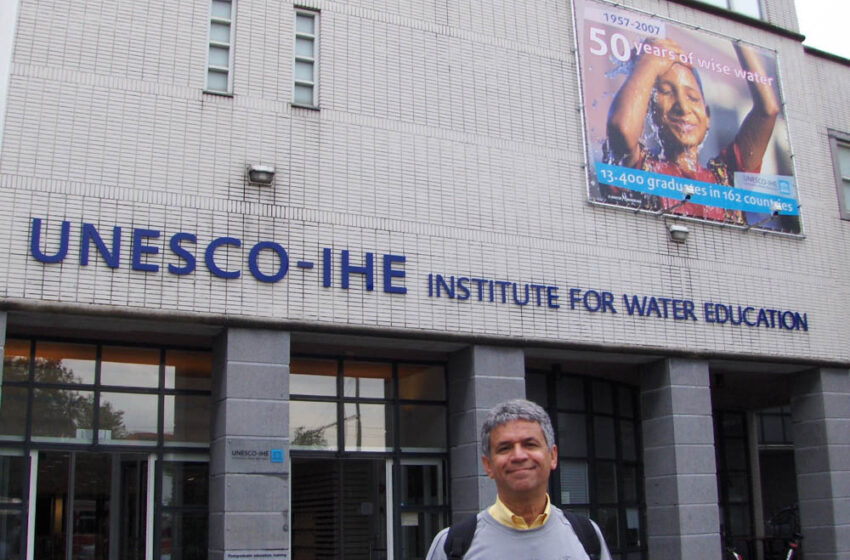 1957-2007
50 years of wise water
UNESCO-IHE
13.400 graduates in 162 countries
UNESCO-IHE INSTITUTE FOR WATER EDUCATION
UNESCO-IHE